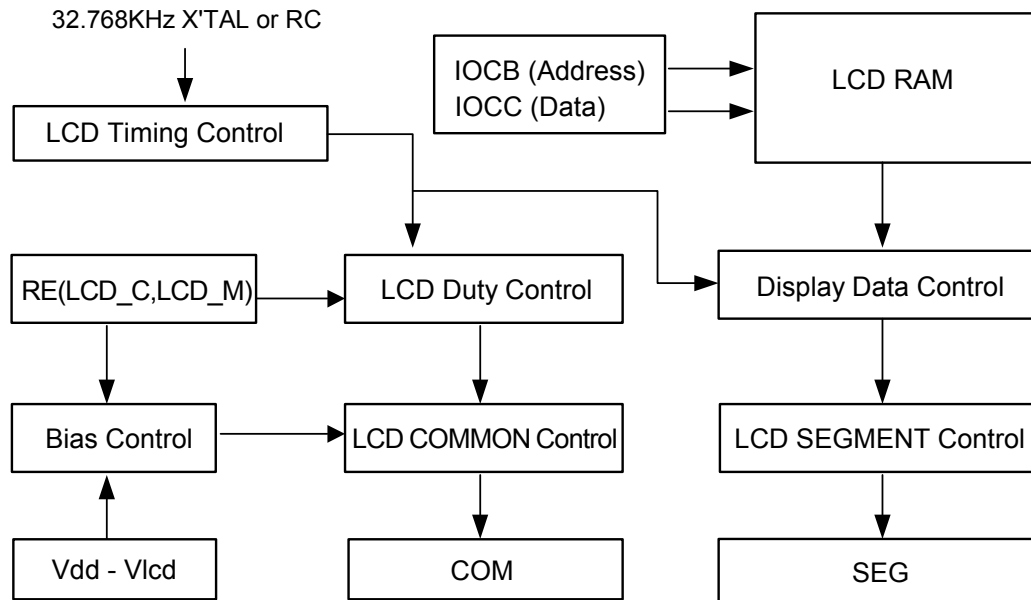 32.768KHz X'TAL or RC
IOCB (Address)
IOCC (Data)
LCD RAM
LCD Timing Control
RE(LCD_C,LCD_M)
LCD Duty Control
Display Data Control
Bias Control
LCD COMMON Control
LCD SEGMENT Control
Vdd - Vlcd
COM
SEG